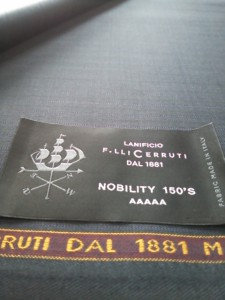 LANIFICIO
F.LLI CERRUTI
DAL 1881
NOBILITY 150'S
AAAAA
FABRIC MADE IN ITALY
N
W E
S
RUTI DAL 1881 M